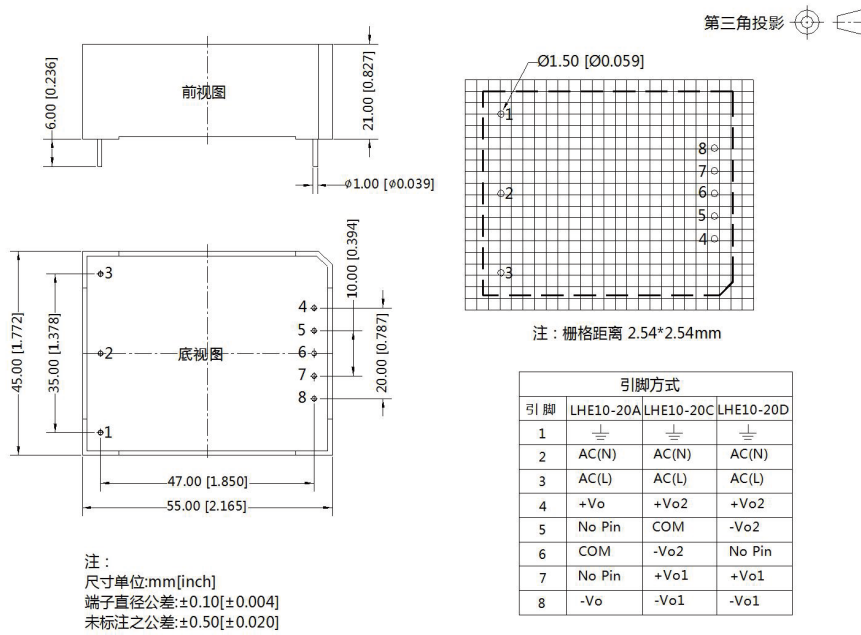 第三角投影
前视图
6.00 [0.236]
21.00 [0.827]
Ø1.00 [Ø0.039]
Ø1.50 [Ø0.059]
1
2
3
8
7
6
5
4
注：栅格距离 2.54*2.54mm
底视图
3
2
1
4
5
6
7
8
45.00 [1.772]
35.00 [1.378]
10.00 [0.394]
20.00 [0.787]
47.00 [1.850]
55.00 [2.165]
引脚方式
引 脚 LHE10-20A LHE10-20C LHE10-20D
1
2 AC(N) AC(N) AC(N)
3 AC(L) AC(L) AC(L)
4 +Vo +Vo2 +Vo2
5 No Pin COM -Vo2
6 COM -Vo2 No Pin
7 No Pin +Vo1 +Vo1
8 -Vo -Vo1 -Vo1
注：
尺寸单位:mm[inch]
端子直径公差:±0.10[±0.004]
未标注之公差:±0.50[±0.020]